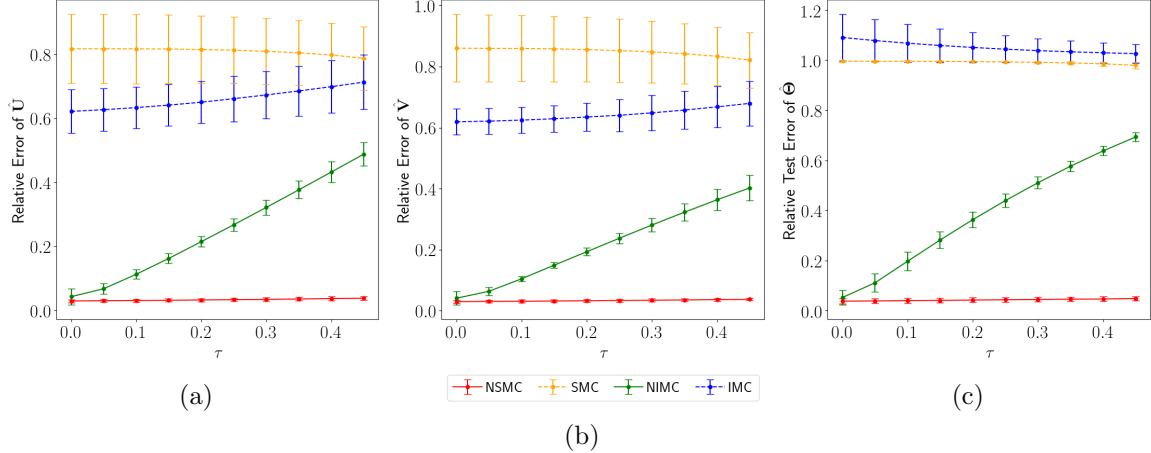 Relative Error of Û
0.8
0.6
0.4
0.2
0.0
0.0 0.1 0.2 0.3 0.4
τ
(a)
Relative Error of V̂
1.0
0.8
0.6
0.4
0.2
0.0
0.0 0.1 0.2 0.3 0.4
τ
NSMC SMC NIMC IMC
(b)
Relative Test Error of Θ̂
1.2
1.0
0.8
0.6
0.4
0.2
0.0
0.0 0.1 0.2 0.3 0.4
τ
(c)